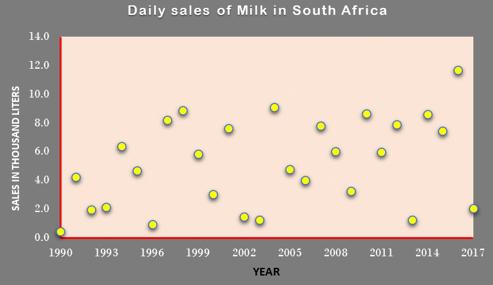 Daily sales of Milk in South Africa
SALES IN THOUSAND LITERS
14.0
12.0
10.0
8.0
6.0
4.0
2.0
0.0
1990 1993 1996 1999 2002 2005 2008 2011 2014 2017
YEAR